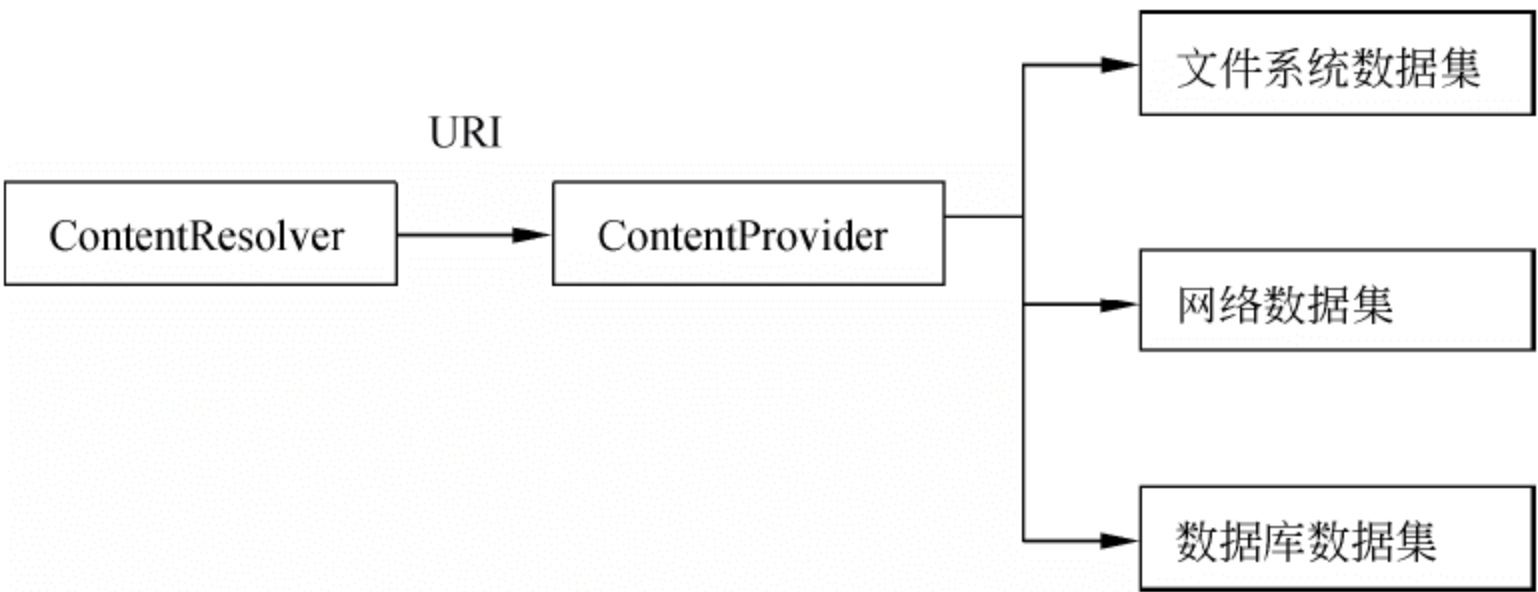 URI
ContentResolver
ContentProvider
文件系统数据集
网络数据集
数据库数据集